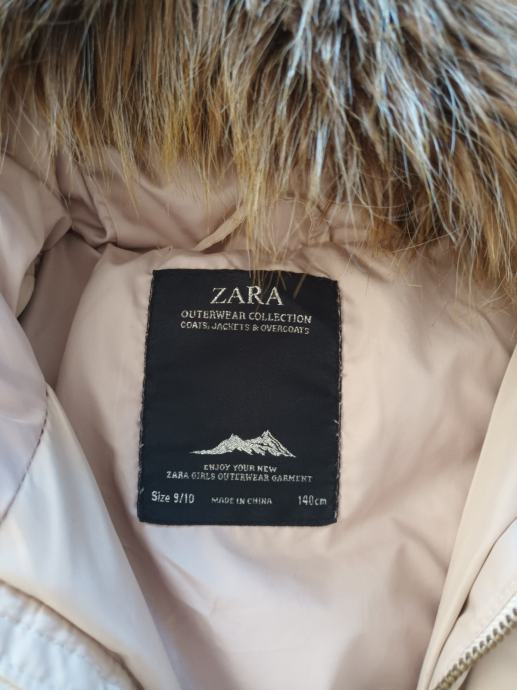 ZARA
OUTERWEAR COLLECTION
COATS, JACKETS & OVERCOATS
ENJOY YOUR NEW
ZARA GIRLS OUTERWEAR GARMENT
Size 9/10 MADE IN CHINA 140cm